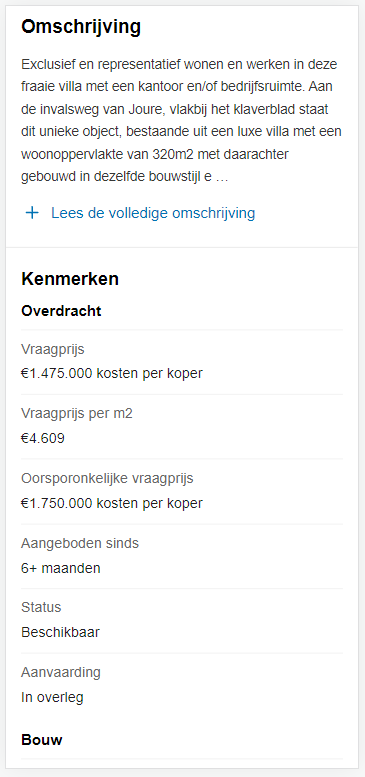 Omschrijving
Exclusief en representatief wonen en werken in deze
fraaie villa met een kantoor en/of bedrijfsruimte. Aan
de invalsweg van Joure, vlakbij het klaverblad staat
dit unieke object, bestaande uit een luxe villa met een
woonoppervlakte van 320m2 met daarachter
gebouwd in dezelfde bouwstijl e …
+ Lees de volledige omschrijving
Kenmerken
Overdracht
Vraagprijs
€1.475.000 kosten per koper
Vraagprijs per m2
€4.609
Oorsporonkelijke vraagprijs
€1.750.000 kosten per koper
Aangeboden sinds
6+ maanden
Status
Beschikbaar
Aanvaarding
In overleg
Bouw